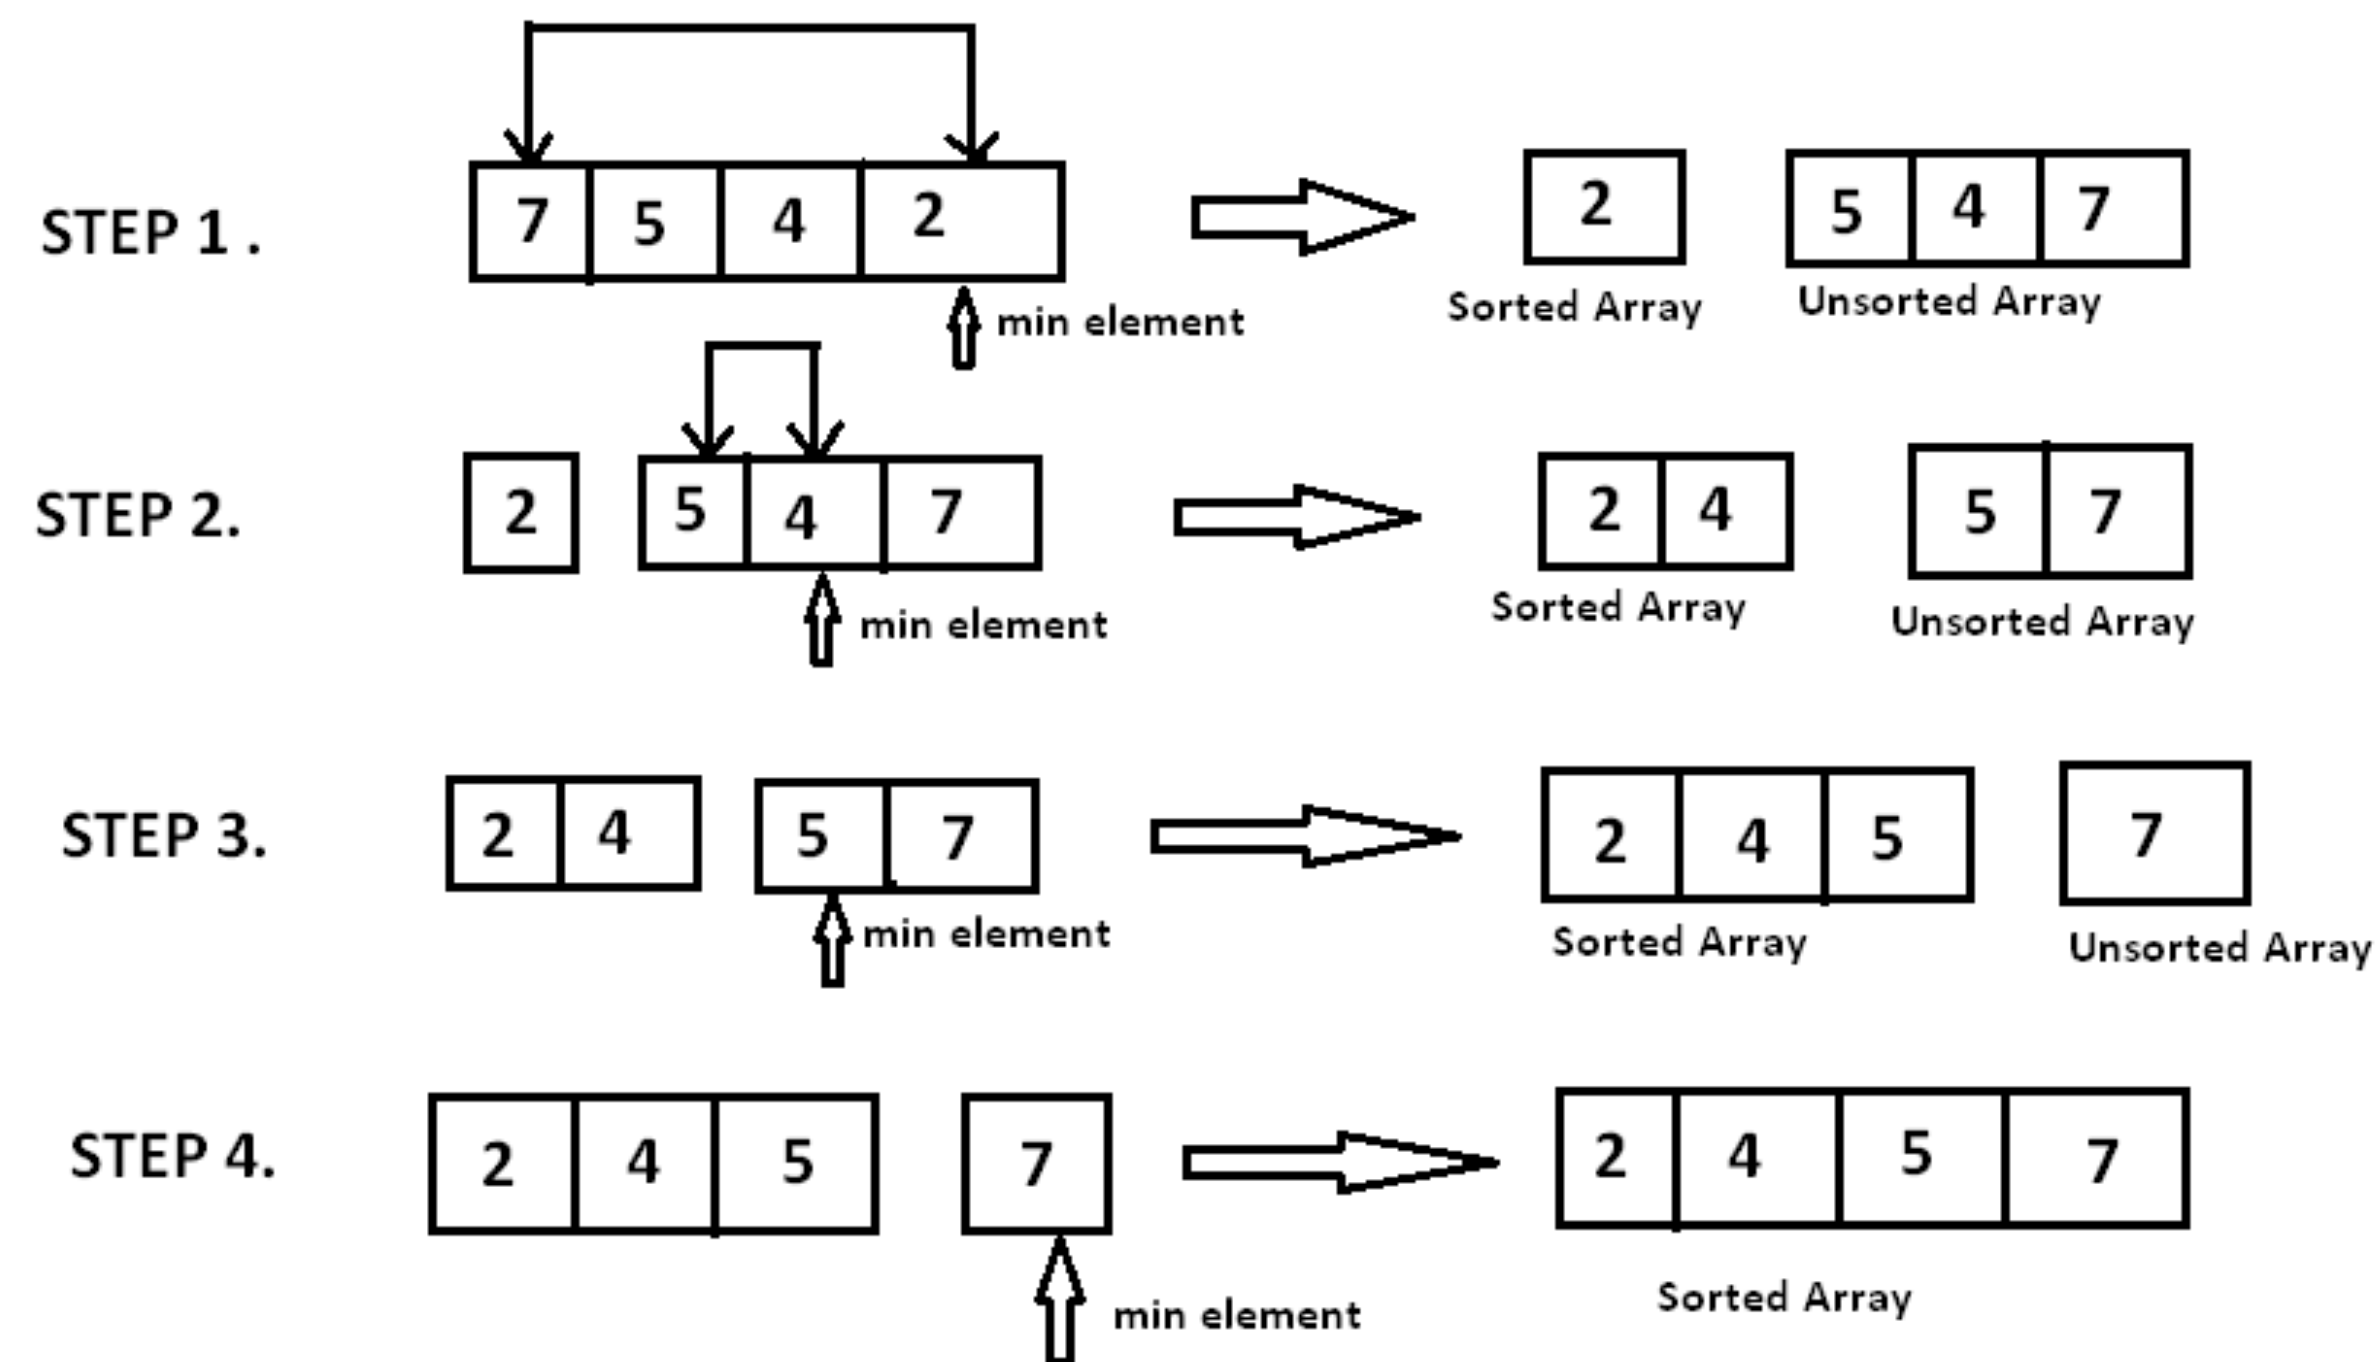 STEP 1 .
7 5 4 2
min element
2
Sorted Array
5 4 7
Unsorted Array
STEP 2.
2
5 4 7
min element
2 4
Sorted Array
5 7
Unsorted Array
STEP 3.
2 4
5 7
min element
2 4 5
Sorted Array
7
Unsorted Array
STEP 4.
2 4 5
7
min element
2 4 5 7
Sorted Array